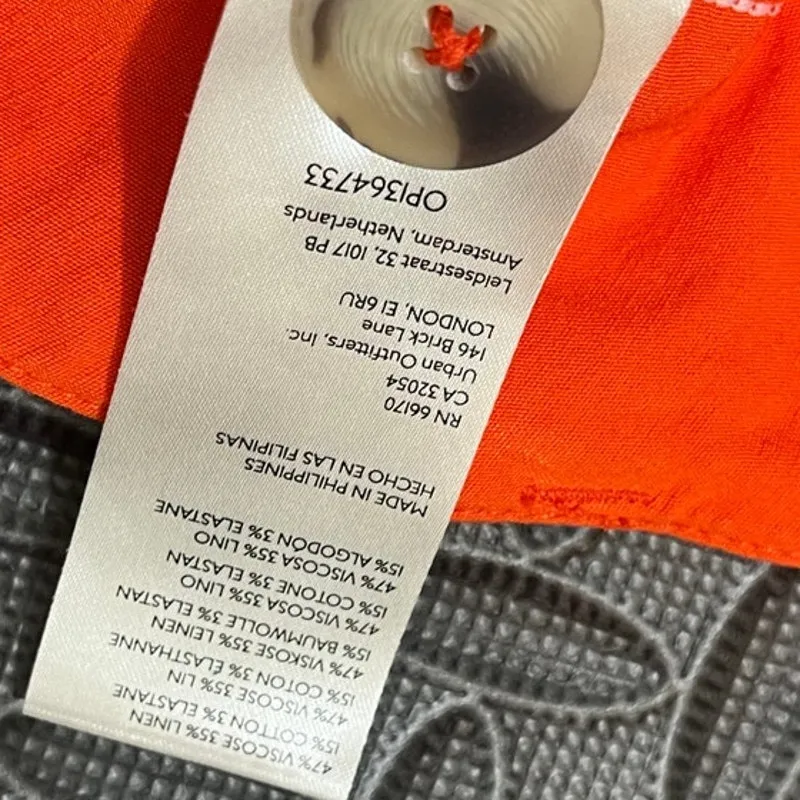 47% VISCOSE 35% LINEN
15% COTTON 3% ELASTANE
47% VISCOSE 35% LIN
15% COTON 3% ÉLASTHANNE
47% VISKOSE 35% LEINEN
15% BAUMWOLLE 3% ELASTAN
47% VISCOSA 35% LINO
15% COTONE 3% ELASTAN
47% VISCOSA 35% LINO
15% ALGODÓN 3% ELASTANE
MADE IN PHILIPPINES
HECHO EN LAS FILIPINAS
RN 66170
CA 32054
Urban Outfitters, Inc.
146 Brick Lane
LONDON, E1 6RU
Leidsestraat 32, 1017 PB
Amsterdam, Netherlands
OP1364733